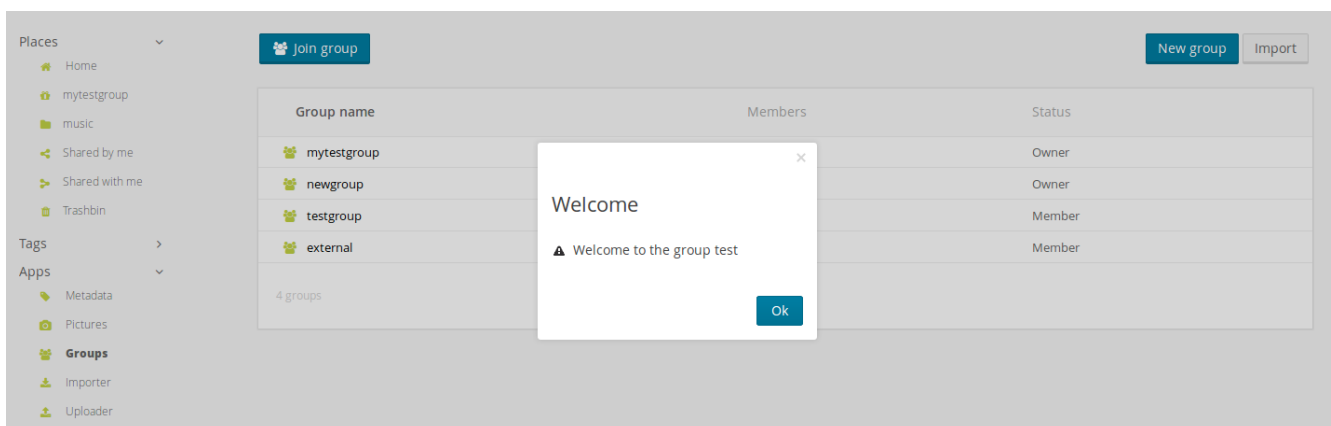 Places
Home
mytestgroup
music
Shared by me
Shared with me
Trashbin
Tags
Apps
Metadata
Pictures
Groups
Importer
Uploader
Join group
New group
Import
Group name Members Status
mytestgroup Owner
newgroup Owner
testgroup Member
external Member
4 groups
×
Welcome
Welcome to the group test
Ok